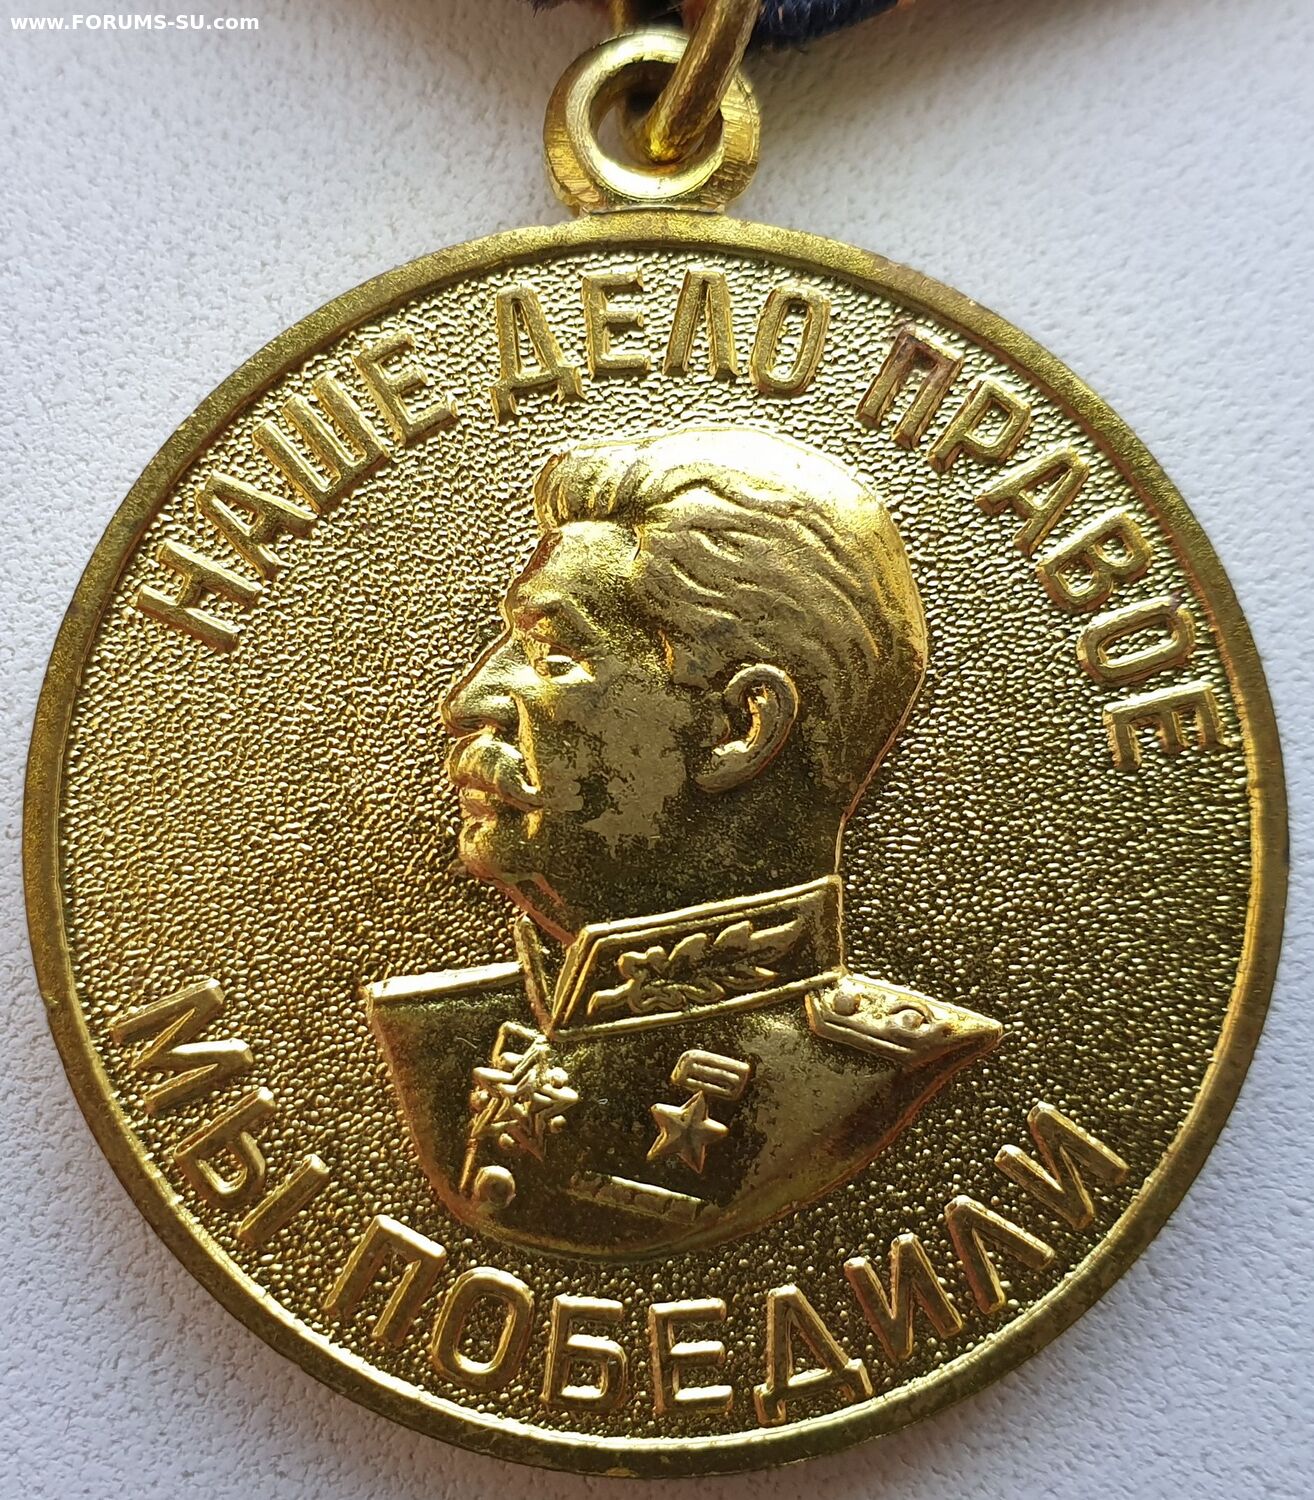 www.FORUMS-SU.com
НАШЕ ДЕЛО ПРАВОЕ
МЫ ПОБЕДИЛИ